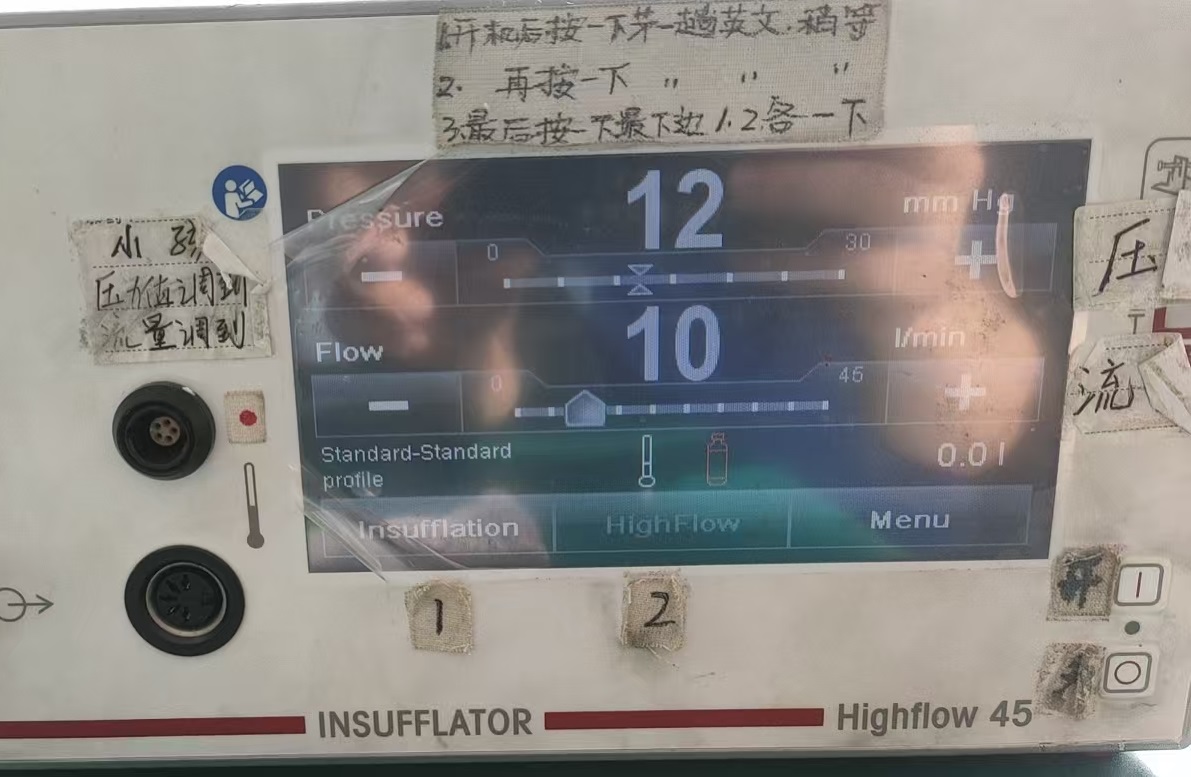 1.开机后按一下第一趟英文.稍等
2. 再按一下 〃 〃 〃
3.最后按一下最下边1.2各一下
Pressure
12
mm Hg
0
30
小孩
压力值调到
流量调到
压
10
Flow
l/min
0
45
流
Standard-Standard
profile
0.0 l
Insufflation
HighFlow
Menu
1
2
开
INSUFFLATOR
Highflow 45